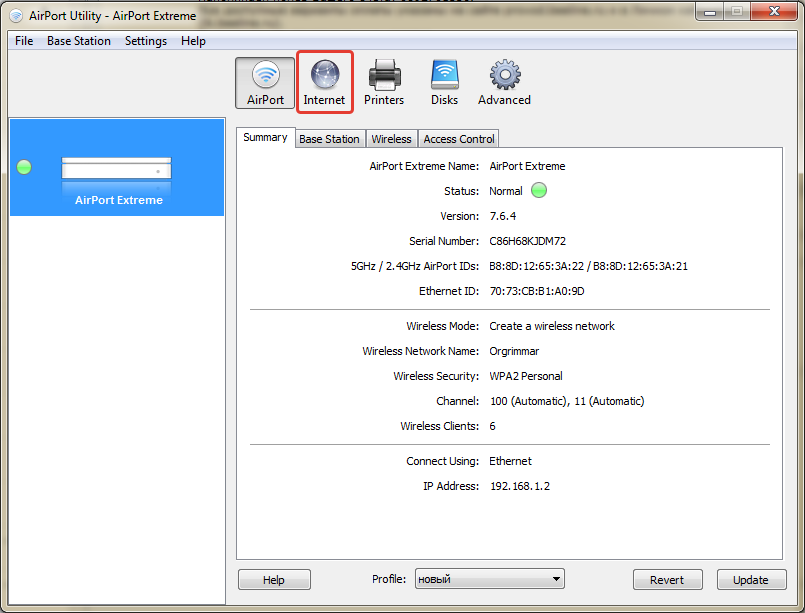 AirPort Utility - AirPort Extreme
File Base Station Settings Help
AirPort Internet Printers Disks Advanced
AirPort Extreme
Summary Base Station Wireless Access Control
AirPort Extreme Name: AirPort Extreme
Status: Normal
Version: 7.6.4
Serial Number: C86H68KJDM72
5GHz / 2.4GHz AirPort IDs: B8:8D:12:65:3A:22 / B8:8D:12:65:3A:21
Ethernet ID: 70:73:CB:B1:A0:9D
Wireless Mode: Create a wireless network
Wireless Network Name: Orgrimmar
Wireless Security: WPA2 Personal
Channel: 100 (Automatic), 11 (Automatic)
Wireless Clients: 6
Connect Using: Ethernet
IP Address: 192.168.1.2
Help Profile: новый Revert Update